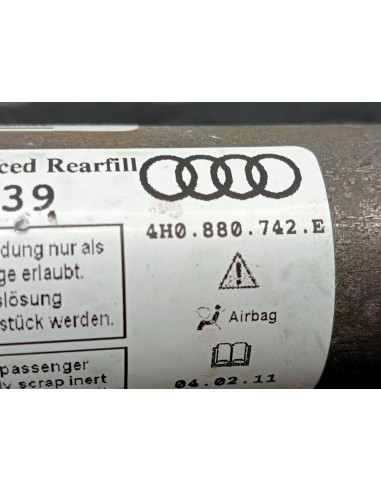 ced Rearfill
39
4H0.880.742.E
dung nur als
ge erlaubt.
slösung
stück werden.
Airbag
passenger
scrap inert
04.02.11